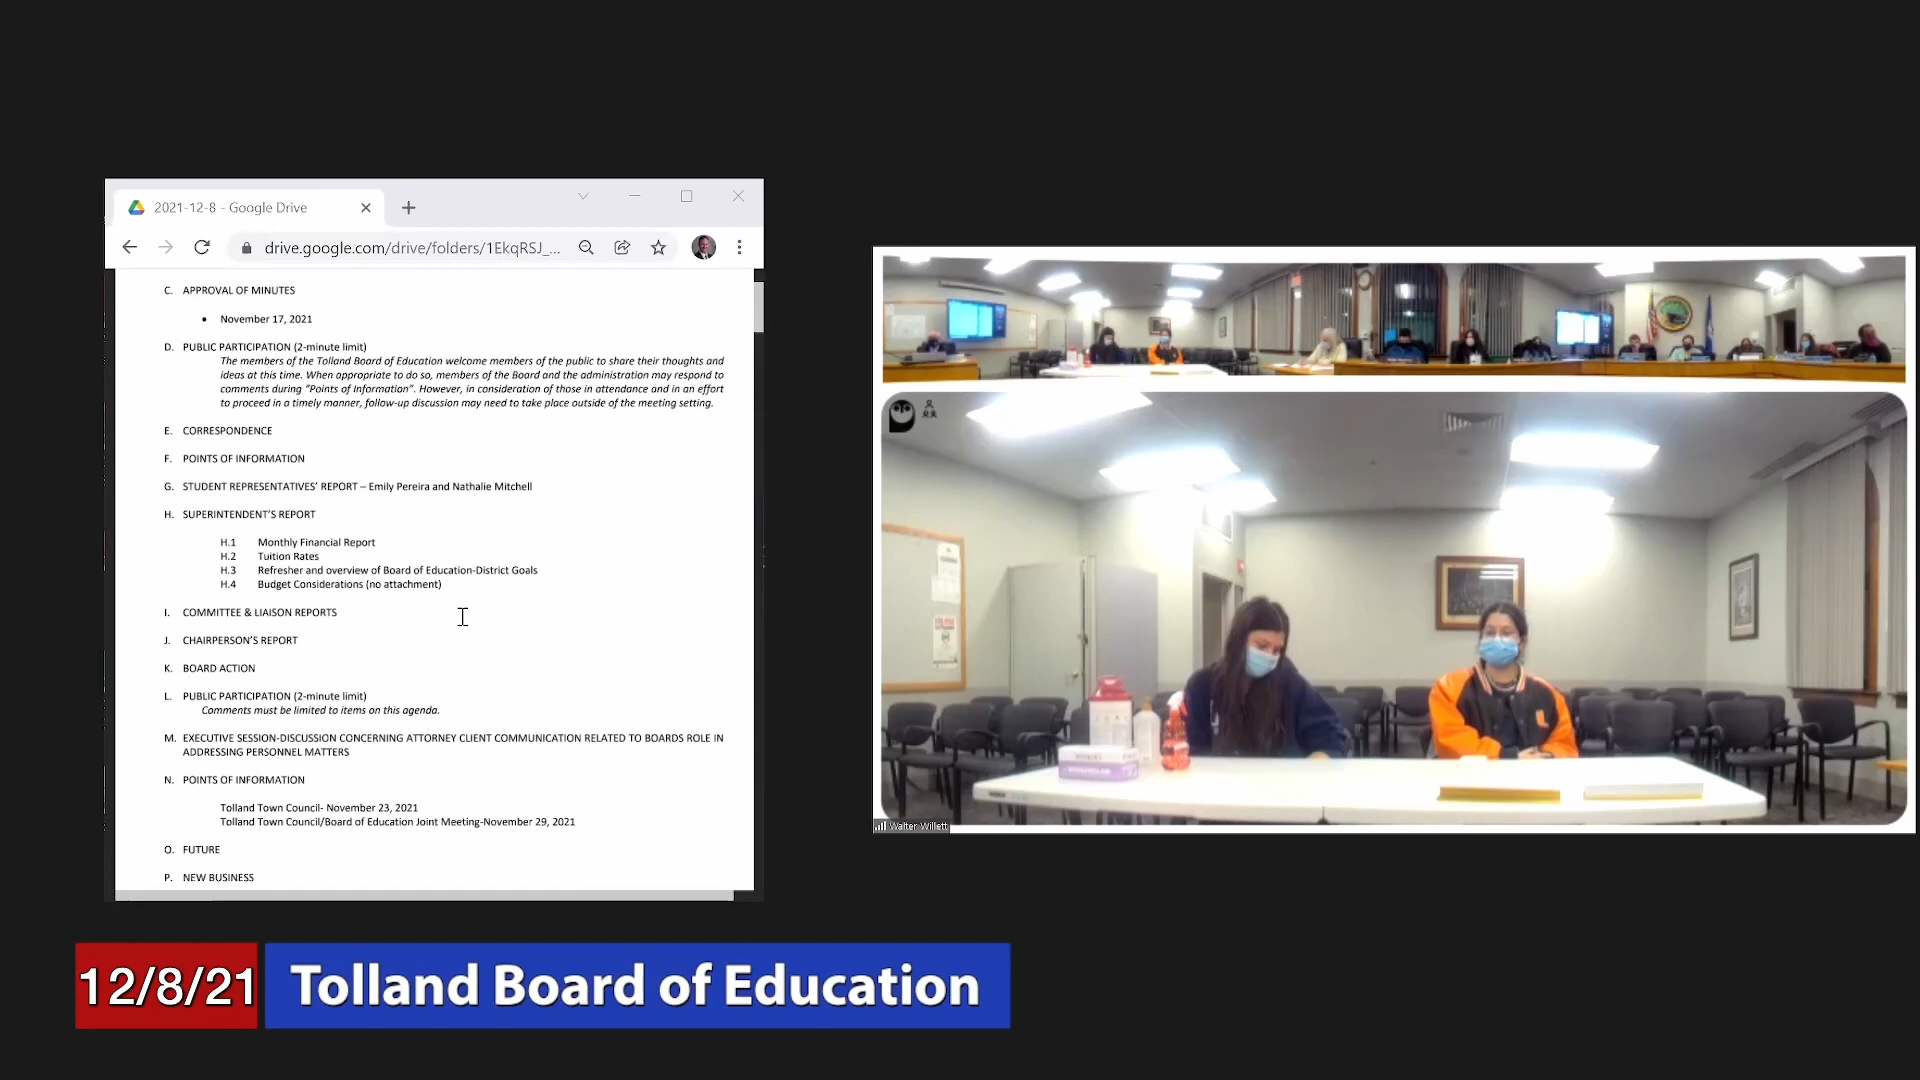 2021-12-8 - Google Drive
drive.google.com/drive/folders/1EkqRSJ_...
C. APPROVAL OF MINUTES
• November 17, 2021
D. PUBLIC PARTICIPATION (2-minute limit)
The members of the Tolland Board of Education welcome members of the public to share their thoughts and
ideas at this time. When appropriate to do so, members of the Board and the administration may respond to
comments during "Points of Information". However, in consideration of those in attendance and in an effort
to proceed in a timely manner, follow-up discussion may need to take place outside of the meeting setting.
E. CORRESPONDENCE
F. POINTS OF INFORMATION
G. STUDENT REPRESENTATIVES' REPORT – Emily Pereira and Nathalie Mitchell
H. SUPERINTENDENT'S REPORT
H.1 Monthly Financial Report
H.2 Tuition Rates
H.3 Refresher and overview of Board of Education-District Goals
H.4 Budget Considerations (no attachment)
I. COMMITTEE & LIAISON REPORTS
J. CHAIRPERSON'S REPORT
K. BOARD ACTION
L. PUBLIC PARTICIPATION (2-minute limit)
Comments must be limited to items on this agenda.
M. EXECUTIVE SESSION-DISCUSSION CONCERNING ATTORNEY CLIENT COMMUNICATION RELATED TO BOARDS ROLE IN
ADDRESSING PERSONNEL MATTERS
N. POINTS OF INFORMATION
Tolland Town Council- November 23, 2021
Tolland Town Council/Board of Education Joint Meeting-November 29, 2021
O. FUTURE
P. NEW BUSINESS
Walter Willett
12/8/21 Tolland Board of Education